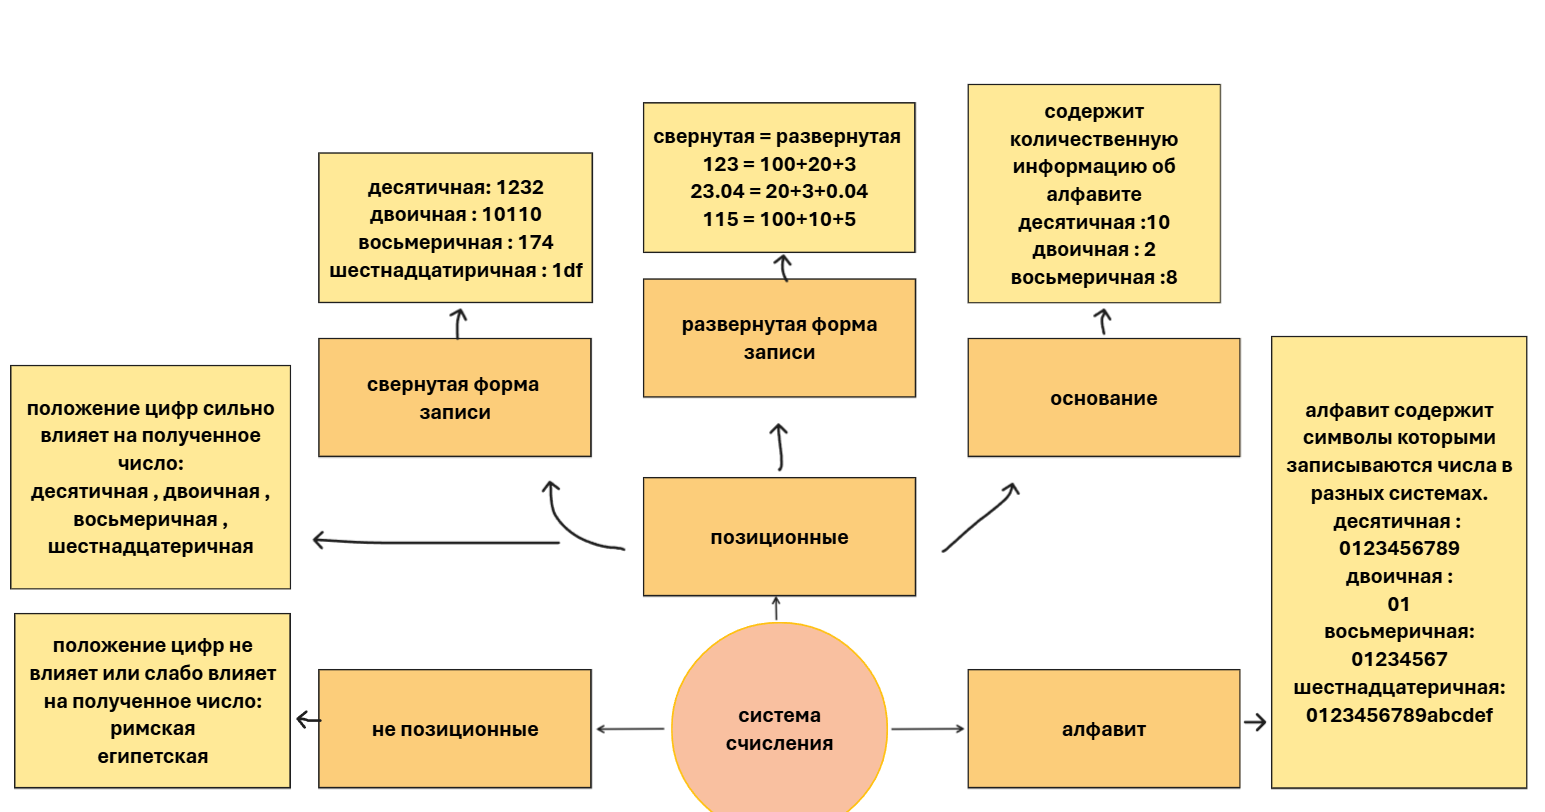 содержит
количественную
информацию об
алфавите
десятичная :10
двоичная : 2
восьмеричная :8
свернутая = развернутая
123 = 100+20+3
23.04 = 20+3+0.04
115 = 100+10+5
десятичная: 1232
двоичная : 10110
восьмеричная : 174
шестнадцатиричная : 1df
развернутая форма
записи
свернутая форма
записи
основание
положение цифр сильно
влияет на полученное
число:
десятичная , двоичная ,
восьмеричная ,
шестнадцатеричная
алфавит содержит
символы которыми
записываются числа в
разных системах.
десятичная :
0123456789
двоичная :
01
восьмеричная:
01234567
шестнадцатеричная:
0123456789abcdef
позиционные
положение цифр не
влияет или слабо влияет
на полученное число:
римская
египетская
не позиционные
система
счисления
алфавит